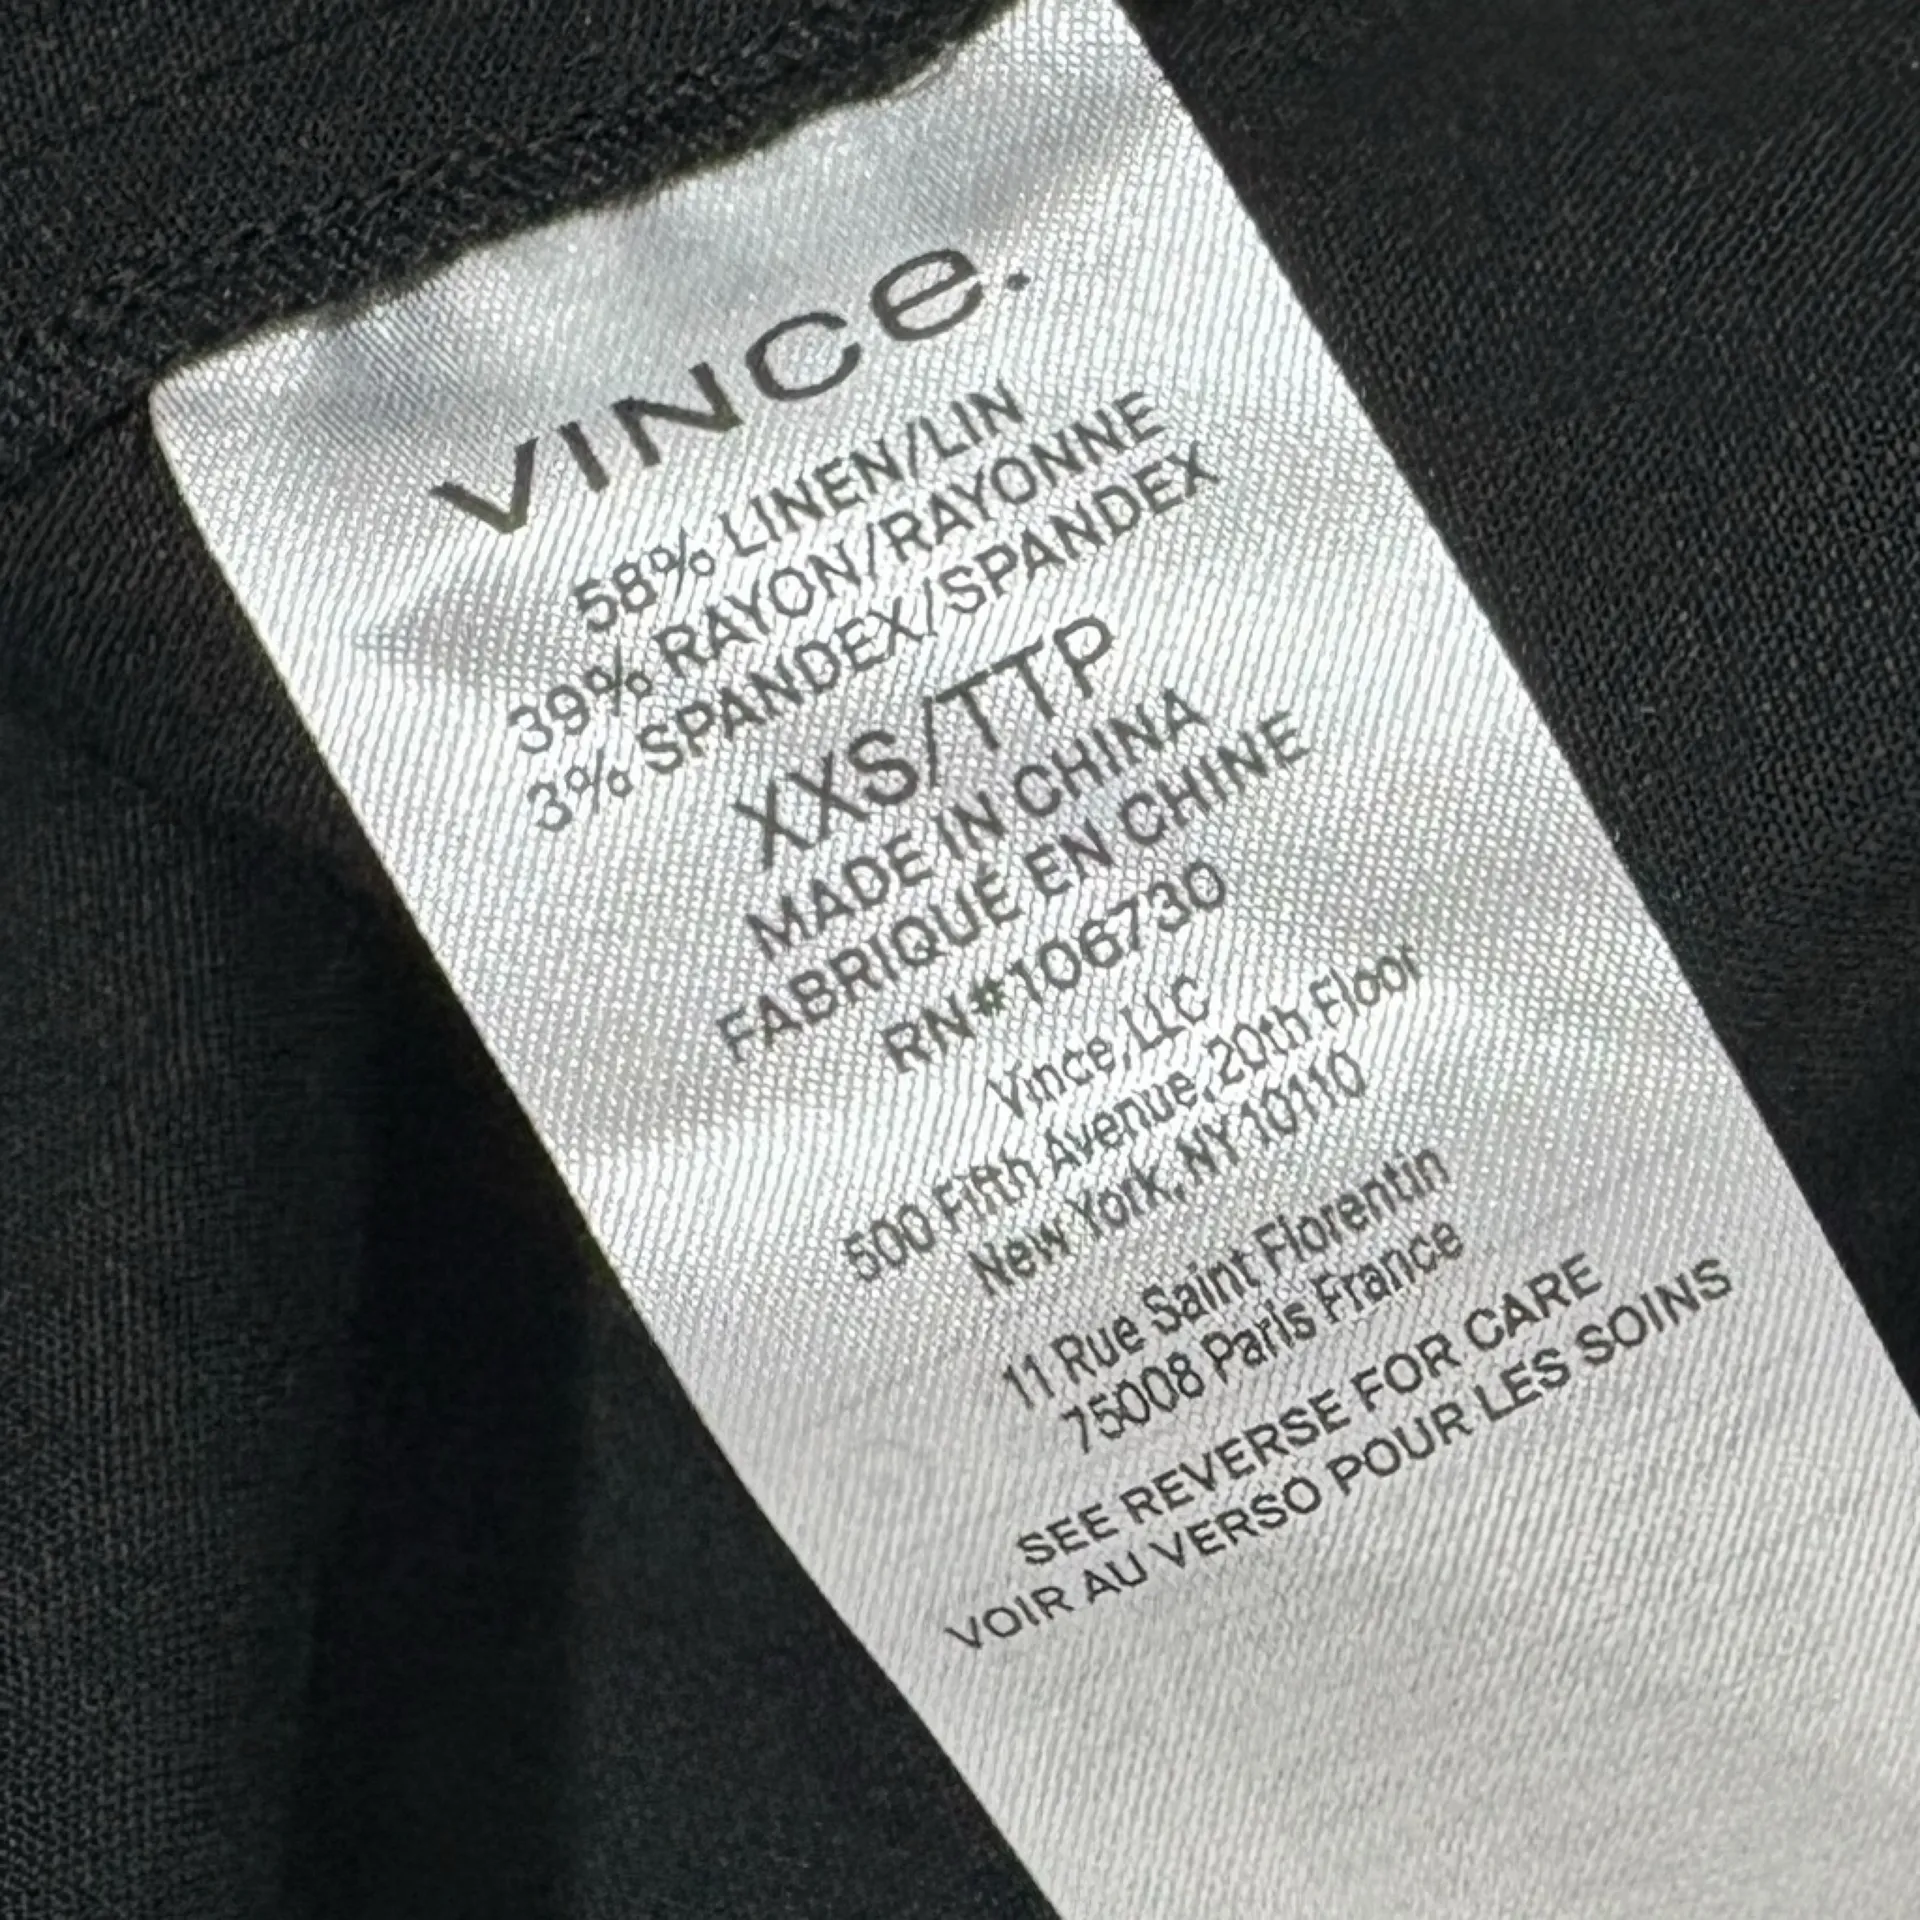 VINCE.
58% LINEN/LIN
39% RAYON/RAYONNE
3% SPANDEX/SPANDEX
XXS/TTP
MADE IN CHINA
FABRIQUÉ EN CHINE
RN#106730
Vince, LLC
500 Fifth Avenue, 20th Floor
New York, NY 10110
11 Rue Saint Florentin
75008 Paris France
SEE REVERSE FOR CARE
VOIR AU VERSO POUR LES SOINS